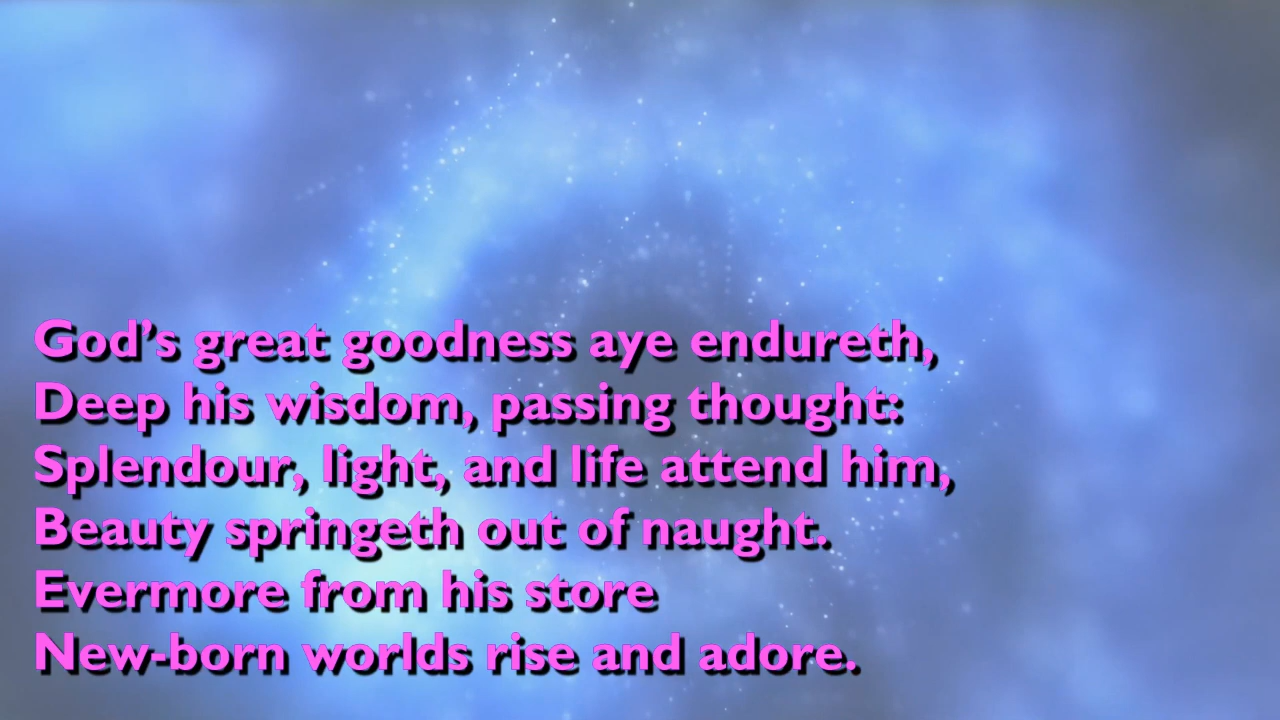 God’s great goodness aye endureth,
Deep his wisdom, passing thought:
Splendour, light, and life attend him,
Beauty springeth out of naught.
Evermore from his store
New-born worlds rise and adore.